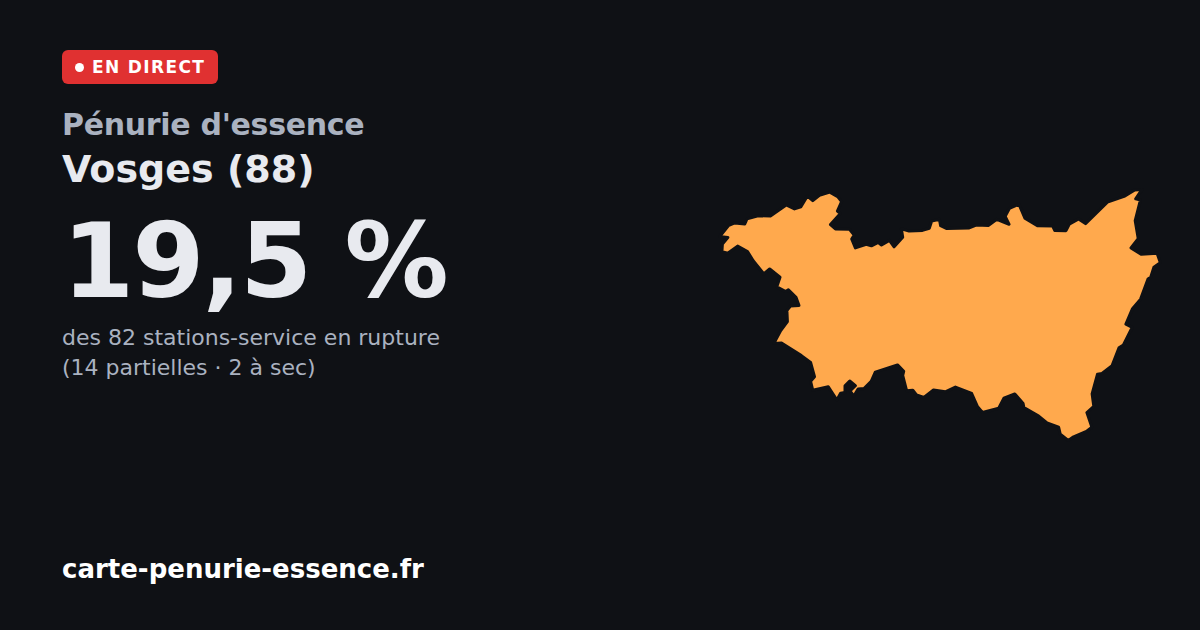 EN DIRECT
Pénurie d'essence
Vosges (88)
19,5 %
des 82 stations-service en rupture
(14 partielles · 2 à sec)
carte-penurie-essence.fr